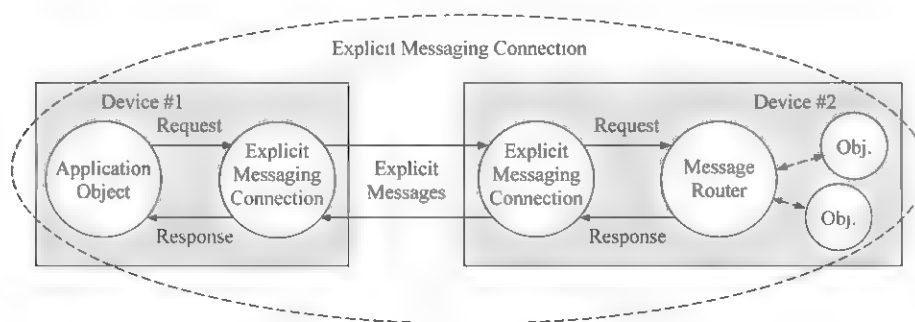 Explicit Messaging Connection
Device #1
Device #2
Request
Request
Application
Object
Explicit
Messaging
Connection
Explicit
Messages
Explicit
Messaging
Connection
Message
Router
Obj.
Obj.
Response
Response